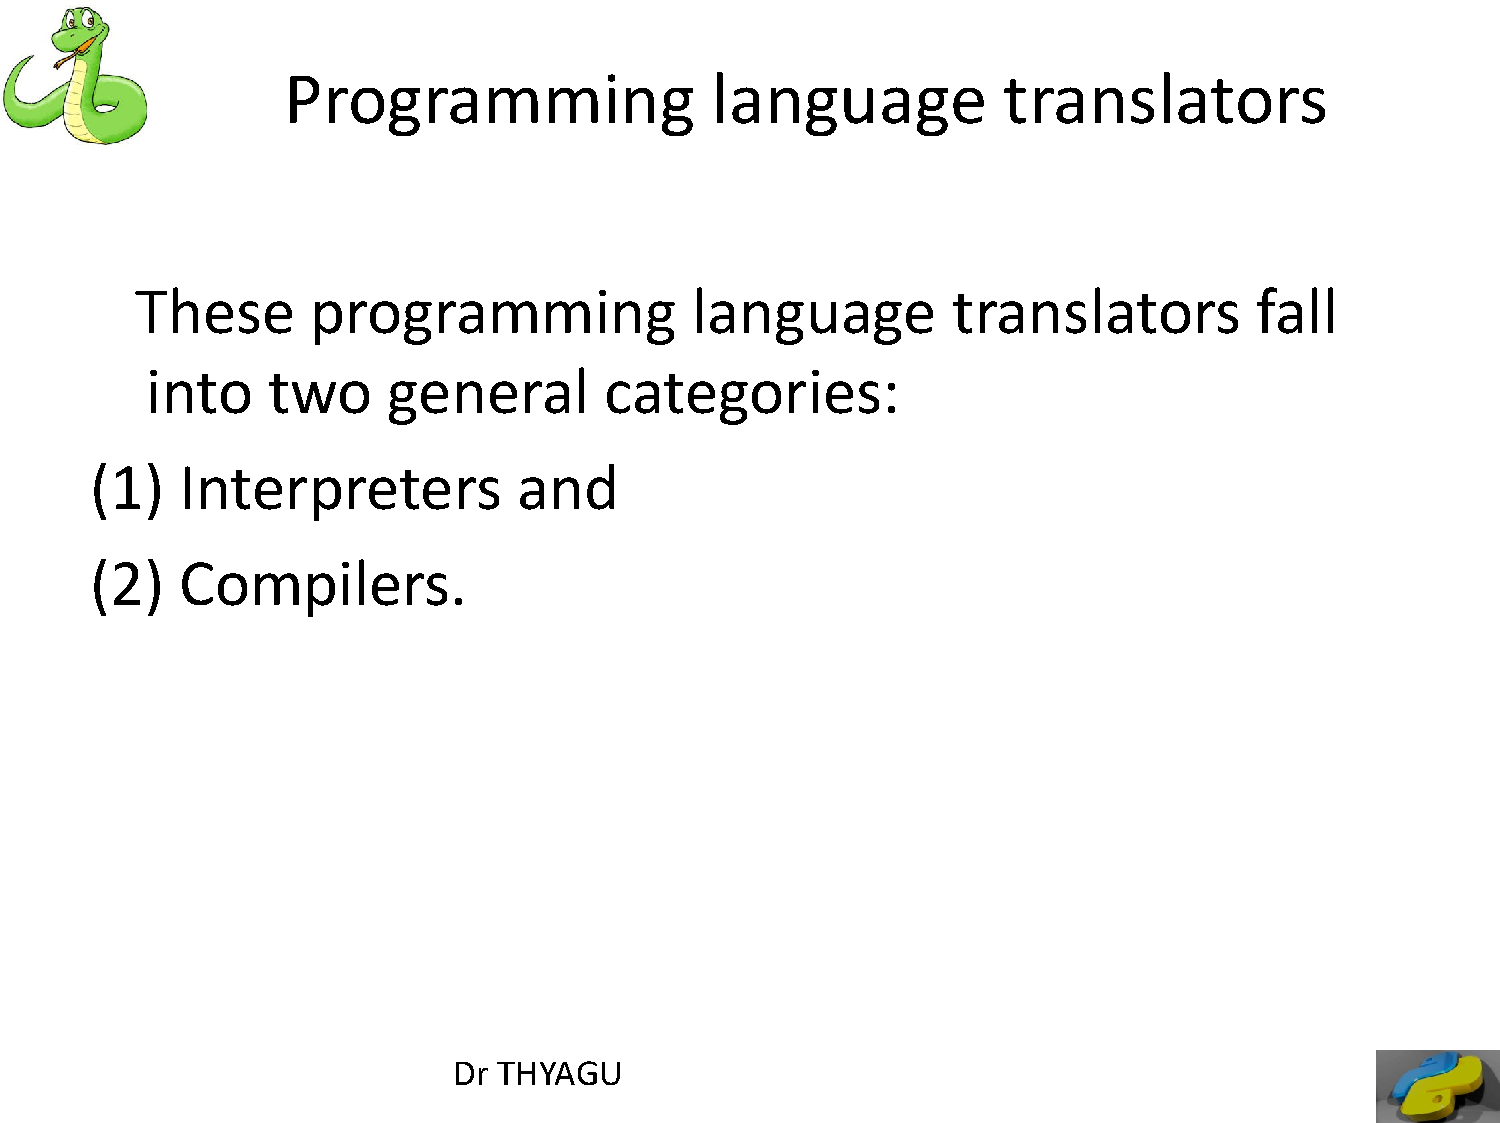 Programming language translators
These programming language translators fall
into two general categories:
(1) Interpreters and
(2) Compilers.
Dr THYAGU